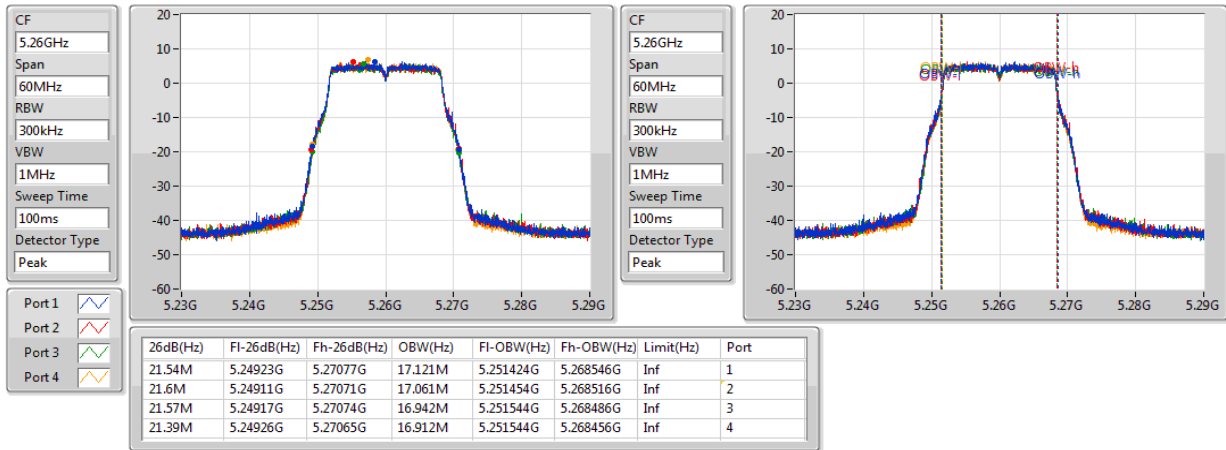 CF
5.26GHz
Span
60MHz
RBW
300kHz
VBW
1MHz
Sweep Time
100ms
Detector Type
Peak
Port 1
Port 2
Port 3
Port 4
20
10
0
-10
-20
-30
-40
-50
-60
5.23G 5.24G 5.25G 5.26G 5.27G 5.28G 5.29G
CF
5.26GHz
Span
60MHz
RBW
300kHz
VBW
1MHz
Sweep Time
100ms
Detector Type
Peak
20
10
0
-10
-20
-30
-40
-50
-60
5.23G 5.24G 5.25G 5.26G 5.27G 5.28G 5.29G
26dB(Hz) Fl-26dB(Hz) Fh-26dB(Hz) OBW(Hz) Fl-OBW(Hz) Fh-OBW(Hz) Limit(Hz) Port
21.54M 5.24923G 5.27077G 17.121M 5.251424G 5.268546G Inf 1
21.6M 5.24911G 5.27071G 17.061M 5.251454G 5.268516G Inf 2
21.57M 5.24917G 5.27074G 16.942M 5.251544G 5.268486G Inf 3
21.39M 5.24926G 5.27065G 16.912M 5.251544G 5.268456G Inf 4